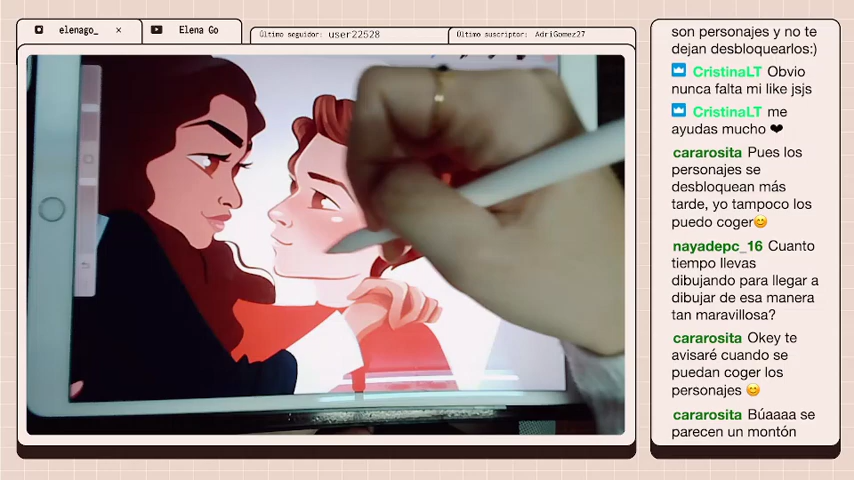 elenago_ ×
Elena Go
Último seguidor: user22528
Último suscriptor: AdriGomez27
son personajes y no te
dejan desbloquearlos:)
CristinaLT Obvio
nunca falta mi like jsjs
CristinaLT me
ayudas mucho ❤
cararosita Pues los
personajes se
desbloquean más
tarde, yo tampoco los
puedo coger😊
nayadepc_16 Cuanto
tiempo llevas
dibujando para llegar a
dibujar de esa manera
tan maravillosa?
cararosita Okey te
avisaré cuando se
puedan coger los
personajes 😊
cararosita Búaaaa se
parecen un montón